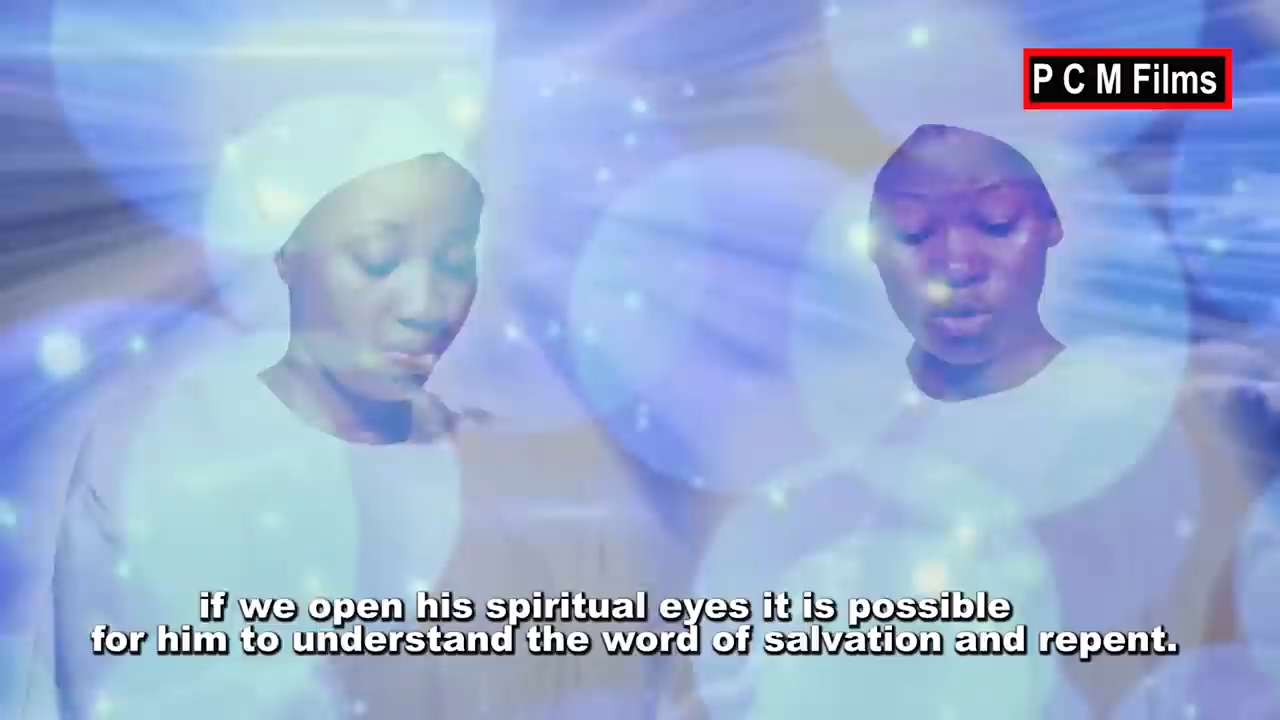 P C M Films
if we open his spiritual eyes it is possible
for him to understand the word of salvation and repent.